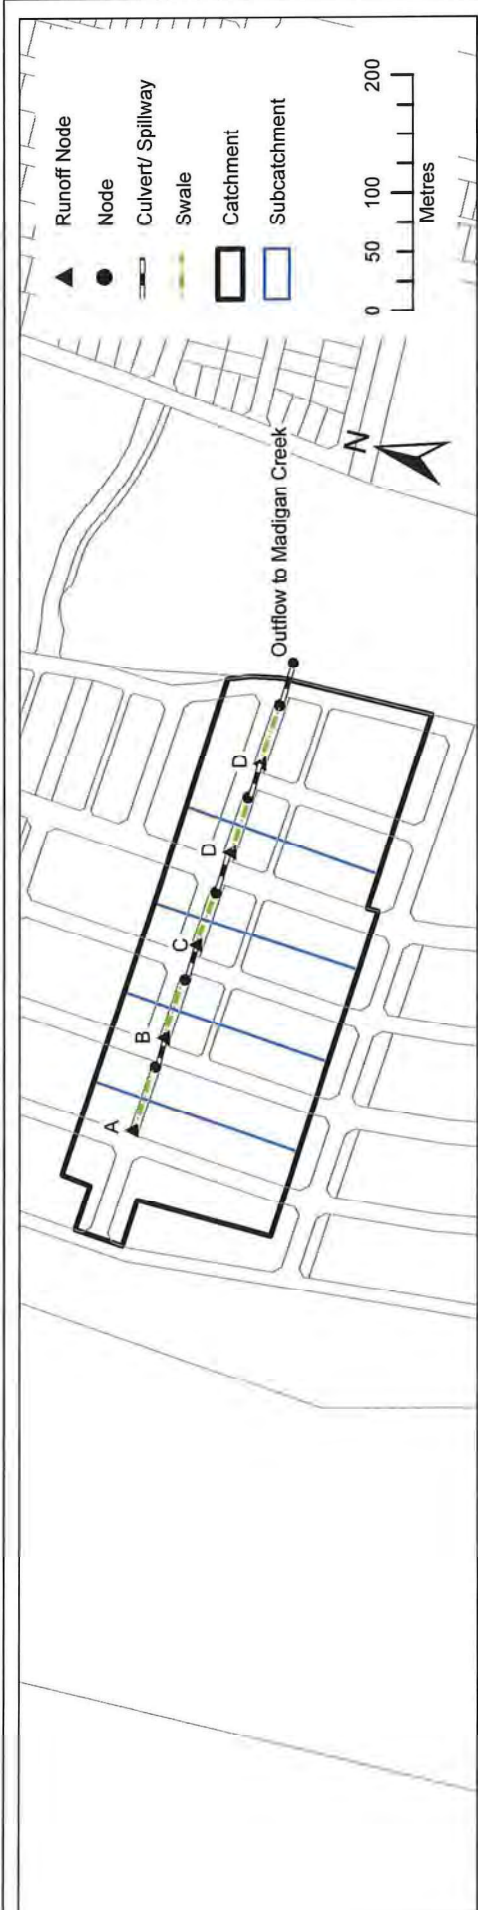 Runoff Node
Node
Culvert/ Spillway
Swale
Catchment
Subcatchment
0 50 100 200
Metres
N
Outflow to Madigan Creek
A
B
C
D
D